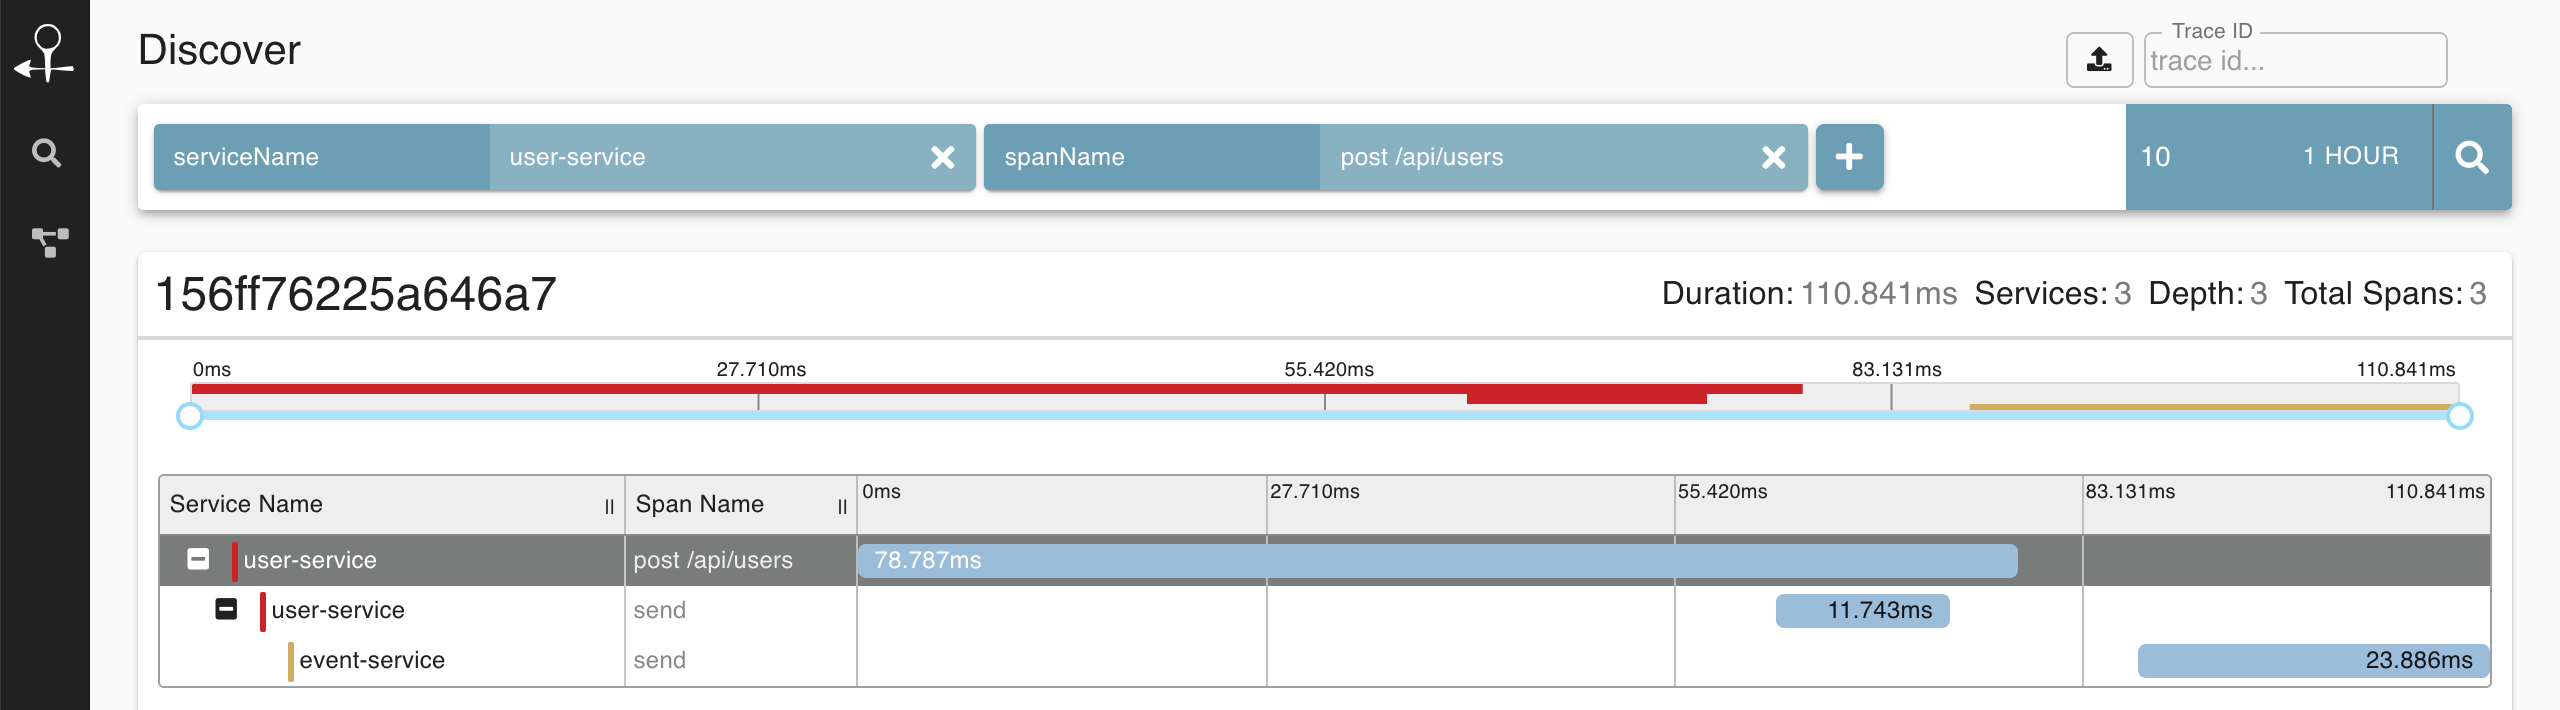 Discover
Trace ID
trace id...
serviceName user-service spanName post /api/users 10 1 HOUR
156ff76225a646a7 Duration: 110.841ms Services: 3 Depth: 3 Total Spans: 3
0ms 27.710ms 55.420ms 83.131ms 110.841ms
Service Name Span Name 0ms 27.710ms 55.420ms 83.131ms 110.841ms
user-service post /api/users 78.787ms
user-service send 11.743ms
event-service send 23.886ms